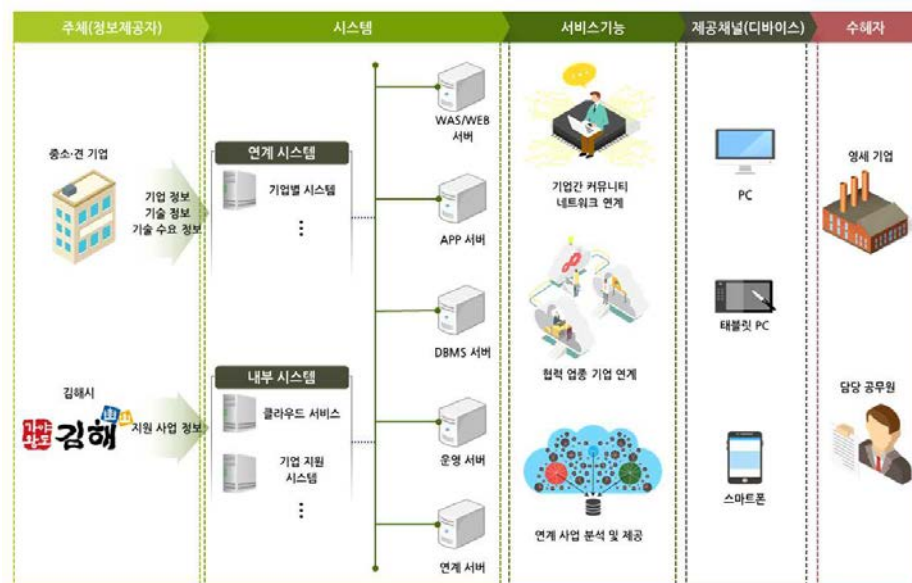 주체(정보제공자)
시스템
서비스기능
제공채널(디바이스)
수혜자
중소·견 기업
기업 정보
기술 정보
기술 수요 정보
김해시
가야
왕도
김해
지원 사업 정보
연계 시스템
기업별 시스템
내부 시스템
클라우드 서비스
기업 지원
시스템
WAS/WEB
서버
APP 서버
DBMS 서버
운영 서버
연계 서버
기업간 커뮤니티
네트워크 연계
협력 업종 기업 연계
연계 사업 분석 및 제공
PC
태블릿 PC
스마트폰
영세 기업
담당 공무원